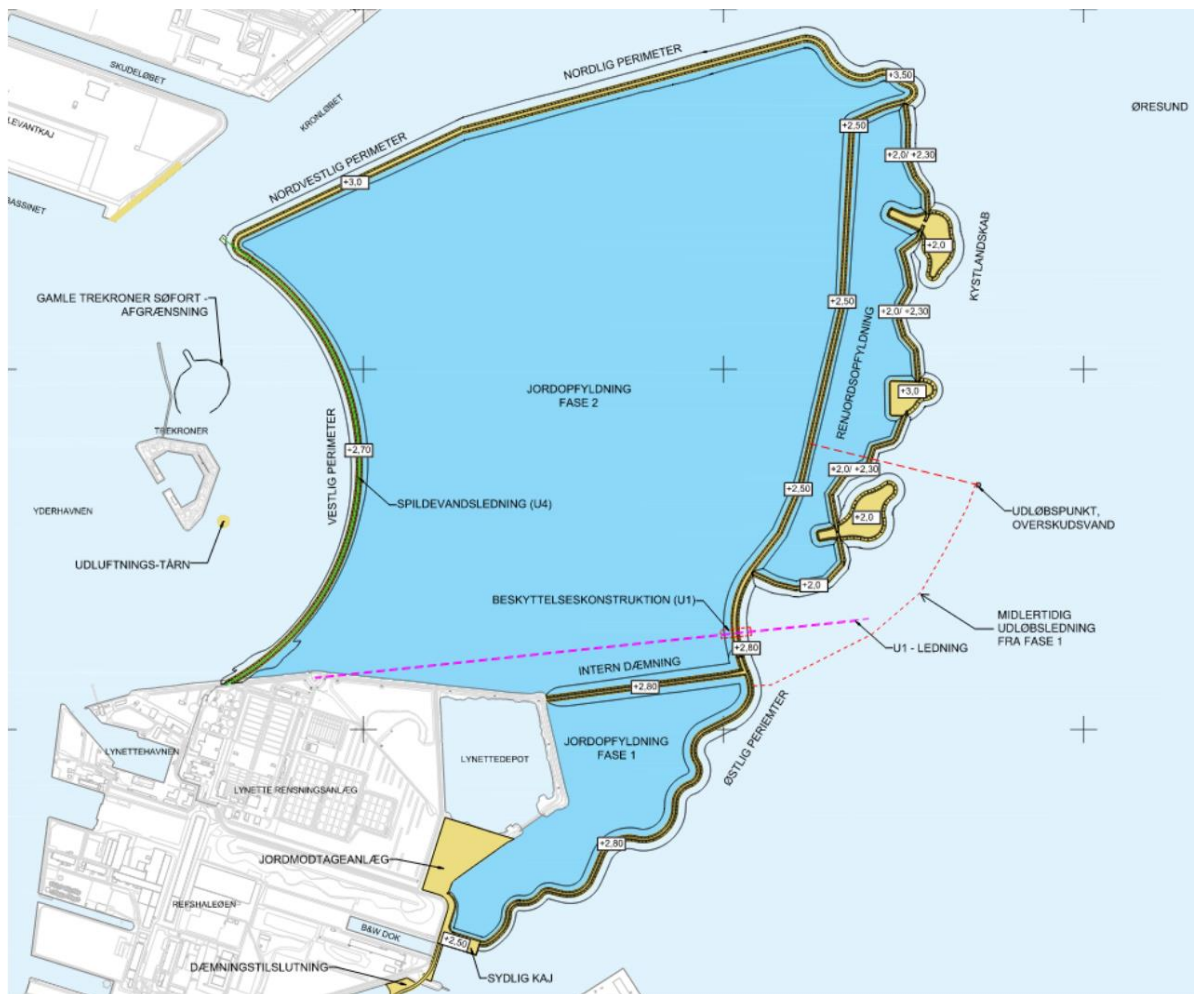 SKUDELØBET
KRONLØBET
NORDLIG PERIMETER
+3,50
ØRESUND
LEVANTKAJ
+2,50
NORDVESTLIG PERIMETER
+2,0/ +2,30
+3,0
BASSINET
KYSTLANDSKAB
+2,0
GAMLE TREKRONER SØFORT -
AFGRÆNSNING
+2,50
+2,0/ +2,30
RENJORDSOPFYLDNING
JORDOPFYLDNING
FASE 2
+3,0
TREKRONER
VESTLIG PERIMETER
+2,70
+2,0/ +2,30
+2,50
SPILDEVANDSLEDNING (U4)
YDERHAVNEN
+2,0
UDLØBSPUNKT,
OVERSKUDSVAND
UDLUFTNINGS-TÅRN
+2,0
BESKYTTELSESKONSTRUKTION (U1)
MIDLERTIDIG
UDLØBSLEDNING
FRA FASE 1
U1 - LEDNING
+2,80
INTERN DÆMNING
+2,80
ØSTLIG PERIEMTER
JORDOPFYLDNING
FASE 1
LYNETTEHAVNEN
LYNETTEDEPOT
LYNETTE RENSNINGSANLÆG
+2,80
JORDMODTAGEANLÆG
REFSHALEØEN
B&W DOK
+2,50
DÆMNINGSTILSLUTNING
SYDLIG KAJ